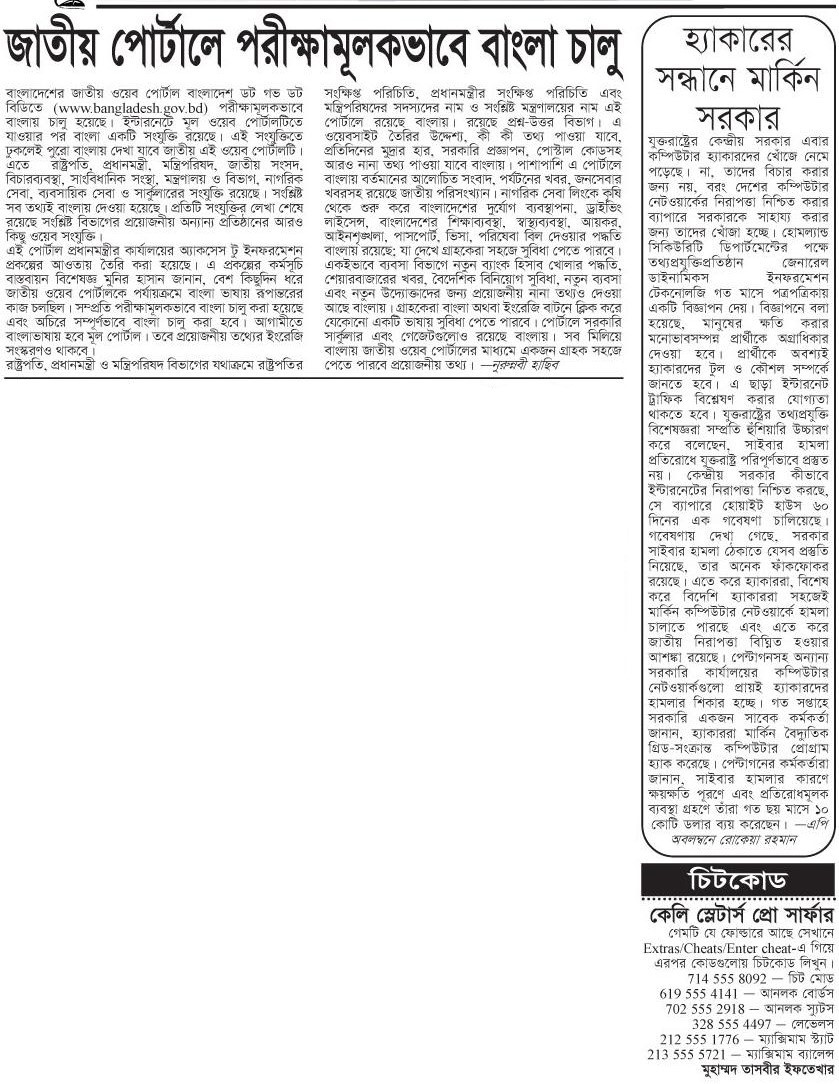 জাতীয় পোর্টালে পরীক্ষামূলকভাবে বাংলা চালু
বাংলাদেশের জাতীয় ওয়েব পোর্টাল বাংলাদেশ ডট গভ ডট
বিডিতে (www.bangladesh.gov.bd) পরীক্ষামূলকভাবে
বাংলায় চালু হয়েছে। ইন্টারনেটে মূল ওয়েব পোর্টালটিতে
যাওয়ার পর বাংলা একটি সংযুক্তি রয়েছে। এই সংযুক্তিতে
ঢুকলেই পুরো বাংলায় দেখা যাবে জাতীয় এই ওয়েব পোর্টালটি।
এতে রাষ্ট্রপতি, প্রধানমন্ত্রী, মন্ত্রিপরিষদ, জাতীয় সংসদ,
বিচারব্যবস্থা, সাংবিধানিক সংস্থা, মন্ত্রণালয় ও বিভাগ, নাগরিক
সেবা, ব্যবসায়িক সেবা ও সার্কুলারের সংযুক্তি রয়েছে। সংশ্লিষ্ট
সব তথ্যই বাংলায় দেওয়া হয়েছে। প্রতিটি সংযুক্তির লেখা শেষে
রয়েছে সংশ্লিষ্ট বিভাগের প্রয়োজনীয় অন্যান্য প্রতিষ্ঠানের আরও
কিছু ওয়েব সংযুক্তি।
এই পোর্টাল প্রধানমন্ত্রীর কার্যালয়ের অ্যাকসেস টু ইনফরমেশন
প্রকল্পের আওতায় তৈরি করা হয়েছে। এ প্রকল্পের কর্মসূচি
বাস্তবায়ন বিশেষজ্ঞ মুনির হাসান জানান, বেশ কিছুদিন ধরে
জাতীয় ওয়েব পোর্টালকে পর্যায়ক্রমে বাংলা ভাষায় রূপান্তরের
কাজ চলছিল। সম্প্রতি পরীক্ষামূলকভাবে বাংলা চালু করা হয়েছে
এবং অচিরে সম্পূর্ণভাবে বাংলা চালু করা হবে। আগামীতে
বাংলাভাষায় হবে মূল পোর্টাল। তবে প্রয়োজনীয় তথ্যের ইংরেজি
সংস্করণও থাকবে।
রাষ্ট্রপতি, প্রধানমন্ত্রী ও মন্ত্রিপরিষদ বিভাগের যথাক্রমে রাষ্ট্রপতির
সংক্ষিপ্ত পরিচিতি, প্রধানমন্ত্রীর সংক্ষিপ্ত পরিচিতি এবং
মন্ত্রিপরিষদের সদস্যদের নাম ও সংশ্লিষ্ট মন্ত্রণালয়ের নাম এই
পোর্টালে রয়েছে বাংলায়। রয়েছে প্রশ্ন-উত্তর বিভাগ। এ
ওয়েবসাইট তৈরির উদ্দেশ্য, কী কী তথ্য পাওয়া যাবে,
প্রতিদিনের মুদ্রার হার, সরকারি প্রজ্ঞাপন, পোস্টাল কোডসহ
আরও নানা তথ্য পাওয়া যাবে বাংলায়। পাশাপাশি এ পোর্টালে
বাংলায় বর্তমানের আলোচিত সংবাদ, পর্যটনের খবর, জনসেবার
খবরসহ রয়েছে জাতীয় পরিসংখ্যান। নাগরিক সেবা লিংকে কৃষি
থেকে শুরু করে বাংলাদেশের দুর্যোগ ব্যবস্থাপনা, ড্রাইভিং
লাইসেন্স, বাংলাদেশের শিক্ষাব্যবস্থা, স্বাস্থ্যব্যবস্থা, আয়কর,
আইনশৃঙ্খলা, পাসপোর্ট, ভিসা, পরিষেবা বিল দেওয়ার পদ্ধতি
বাংলায় রয়েছে; যা দেখে গ্রাহকেরা সহজে সুবিধা পেতে পারবে।
একইভাবে ব্যবসা বিভাগে নতুন ব্যাংক হিসাব খোলার পদ্ধতি,
শেয়ারবাজারের খবর, বৈদেশিক বিনিয়োগ সুবিধা, নতুন ব্যবসা
এবং নতুন উদ্যোক্তাদের জন্য প্রয়োজনীয় নানা তথ্যও দেওয়া
আছে বাংলায়। গ্রাহকেরা বাংলা অথবা ইংরেজি বাটনে ক্লিক করে
যেকোনো একটি ভাষায় সুবিধা পেতে পারবে। পোর্টালে সরকারি
সার্কুলার এবং গেজেটগুলোও রয়েছে বাংলায়। সব মিলিয়ে
বাংলায় জাতীয় ওয়েব পোর্টালের মাধ্যমে একজন গ্রাহক সহজে
পেতে পারবে প্রয়োজনীয় তথ্য। —নুরুন্নবী হাছিব
হ্যাকারের
সন্ধানে মার্কিন
সরকার
যুক্তরাষ্ট্রের কেন্দ্রীয় সরকার এবার
কম্পিউটার হ্যাকারদের খোঁজে নেমে
পড়েছে। না, তাদের বিচার করার
জন্য নয়, বরং দেশের কম্পিউটার
নেটওয়ার্কের নিরাপত্তা নিশ্চিত করার
ব্যাপারে সরকারকে সাহায্য করার
জন্য তাদের খোঁজা হচ্ছে। হোমল্যান্ড
সিকিউরিটি ডিপার্টমেন্টের পক্ষে
তথ্যপ্রযুক্তিপ্রতিষ্ঠান জেনারেল
ডাইনামিকস ইনফরমেশন
টেকনোলজি গত মাসে পত্রপত্রিকায়
একটি বিজ্ঞাপন দেয়। বিজ্ঞাপনে বলা
হয়েছে, মানুষের ক্ষতি করার
মনোভাবসম্পন্ন প্রার্থীকে অগ্রাধিকার
দেওয়া হবে। প্রার্থীকে অবশ্যই
হ্যাকারদের টুল ও কৌশল সম্পর্কে
জানতে হবে। এ ছাড়া ইন্টারনেট
ট্রাফিক বিশ্লেষণ করার যোগ্যতা
থাকতে হবে। যুক্তরাষ্ট্রের তথ্যপ্রযুক্তি
বিশেষজ্ঞরা সম্প্রতি হুঁশিয়ারি উচ্চারণ
করে বলেছেন, সাইবার হামলা
প্রতিরোধে যুক্তরাষ্ট্র পরিপূর্ণভাবে প্রস্তুত
নয়। কেন্দ্রীয় সরকার কীভাবে
ইন্টারনেটের নিরাপত্তা নিশ্চিত করছে,
সে ব্যাপারে হোয়াইট হাউস ৬০
দিনের এক গবেষণা চালিয়েছে।
গবেষণায় দেখা গেছে, সরকার
সাইবার হামলা ঠেকাতে যেসব প্রস্তুতি
নিয়েছে, তার অনেক ফাঁকফোকর
রয়েছে। এতে করে হ্যাকাররা, বিশেষ
করে বিদেশি হ্যাকাররা সহজেই
মার্কিন কম্পিউটার নেটওয়ার্কে হামলা
চালাতে পারছে এবং এতে করে
জাতীয় নিরাপত্তা বিঘ্নিত হওয়ার
আশঙ্কা রয়েছে। পেন্টাগনসহ অন্যান্য
সরকারি কার্যালয়ের কম্পিউটার
নেটওয়ার্কগুলো প্রায়ই হ্যাকারদের
হামলার শিকার হচ্ছে। গত সপ্তাহে
সরকারি একজন সাবেক কর্মকর্তা
জানান, হ্যাকাররা মার্কিন বৈদ্যুতিক
গ্রিড-সংক্রান্ত কম্পিউটার প্রোগ্রাম
হ্যাক করেছে। পেন্টাগনের কর্মকর্তারা
জানান, সাইবার হামলার কারণে
ক্ষয়ক্ষতি পূরণে এবং প্রতিরোধমূলক
ব্যবস্থা গ্রহণে তাঁরা গত ছয় মাসে ১০
কোটি ডলার ব্যয় করেছেন। —এপি
অবলম্বনে রোকেয়া রহমান
চিটকোড
কেলি স্লেটার্স প্রো সার্ফার
গেমটি যে ফোল্ডারে আছে সেখানে
Extras/Cheats/Enter cheat-এ গিয়ে
এরপর কোডগুলোয় চিটকোড লিখুন।
714 555 8092 — চিট মোড
619 555 4141 — আনলক বোর্ডস
702 555 2918 — আনলক স্যুটস
328 555 4497 — লেভেলস
212 555 1776 — ম্যাক্সিমাম স্ট্যাট
213 555 5721 — ম্যাক্সিমাম ব্যালেন্স
মুহাম্মদ তাসবীর ইফতেখার